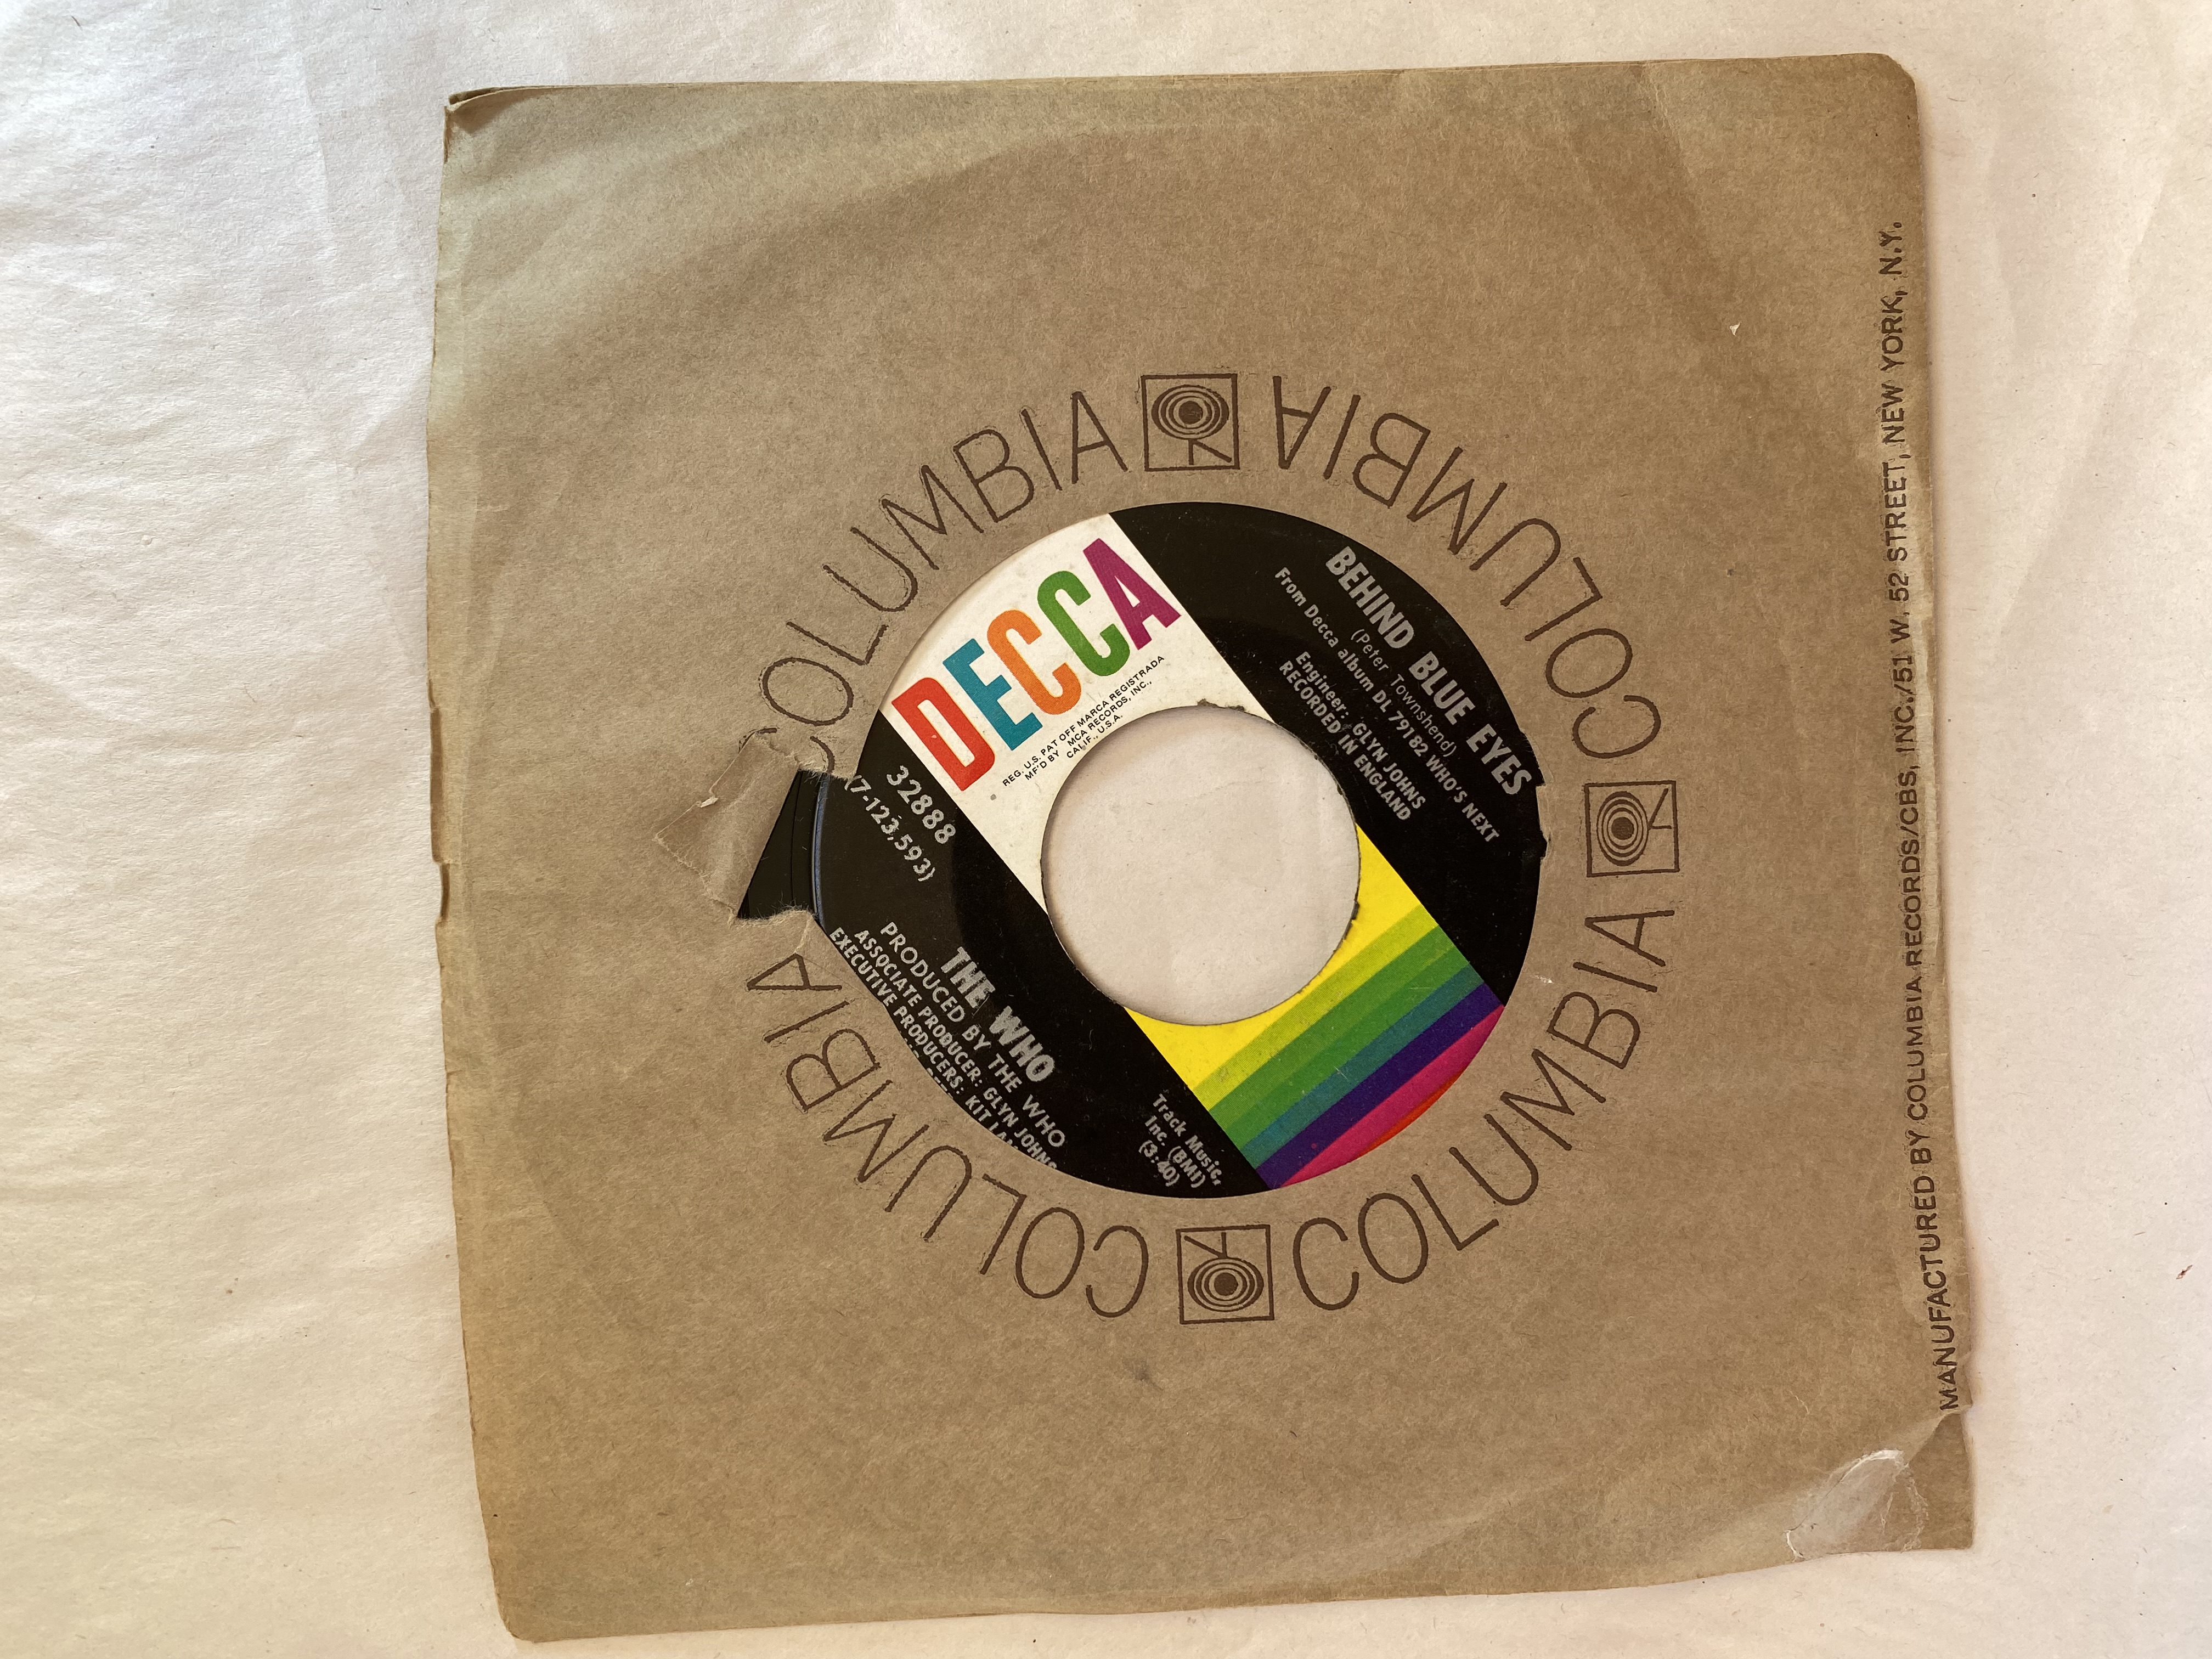 COLUMBIA
COLUMBIA
COLUMBIA
COLUMBIA
DECCA
REG. U.S. PAT OFF MARCA REGISTRADA
MF'D BY MCA RECORDS, INC.,
CALIF., U.S.A.
BEHIND BLUE EYES
(Peter Townshend)
From Decca album DL 79182 WHO'S NEXT
Engineer: GLYN JOHNS
RECORDED IN ENGLAND
32888
(7-123,593)
THE WHO
PRODUCED BY THE WHO
ASSOCIATE PRODUCER: GLYN JOHNS
EXECUTIVE PRODUCERS: KIT
Track Music,
Inc. (BMI)
(3:40)
MANUFACTURED BY COLUMBIA RECORDS/CBS, INC./51 W. 52 STREET, NEW YORK, N.Y.